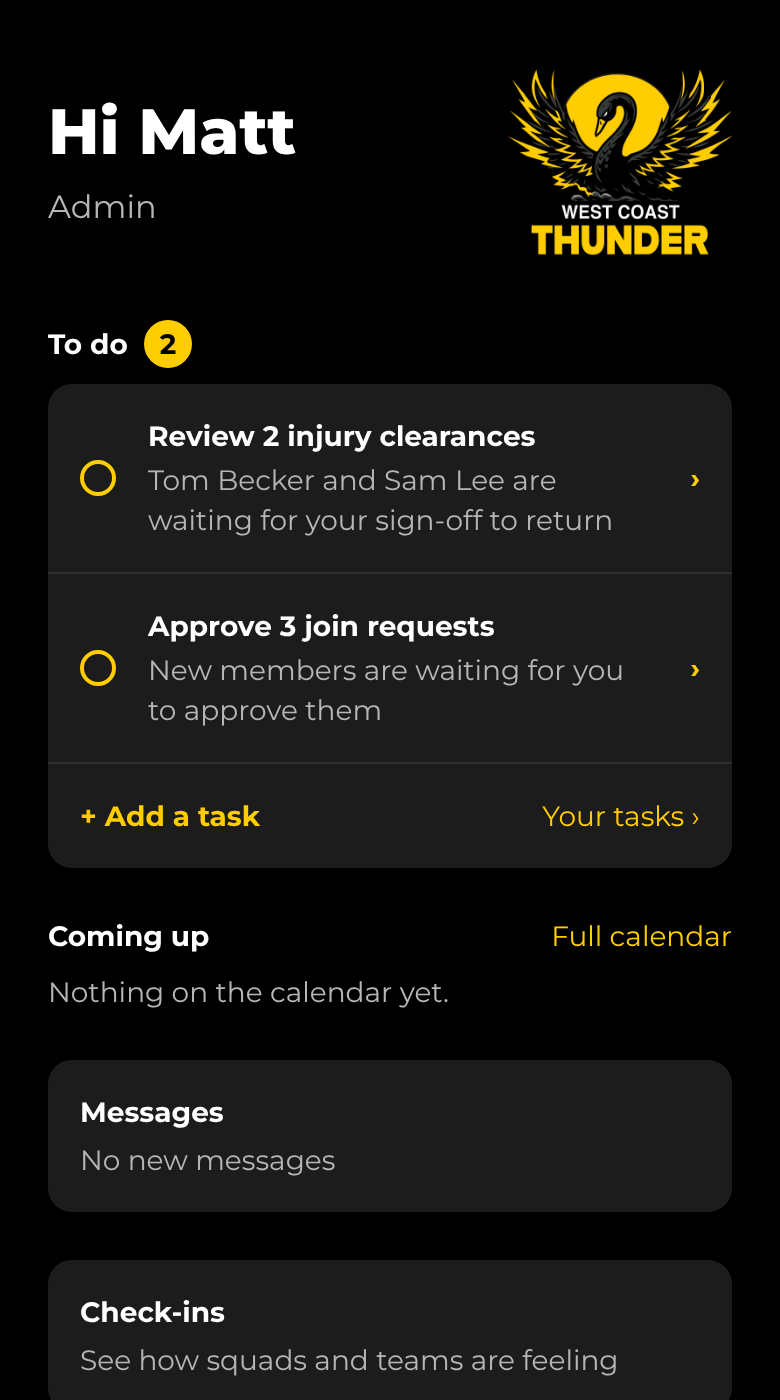 Hi Matt
Admin
WEST COAST
THUNDER
To do 2
Review 2 injury clearances
Tom Becker and Sam Lee are
waiting for your sign-off to return
›
Approve 3 join requests
New members are waiting for you
to approve them
›
+ Add a task
Your tasks ›
Coming up
Full calendar
Nothing on the calendar yet.
Messages
No new messages
Check-ins
See how squads and teams are feeling